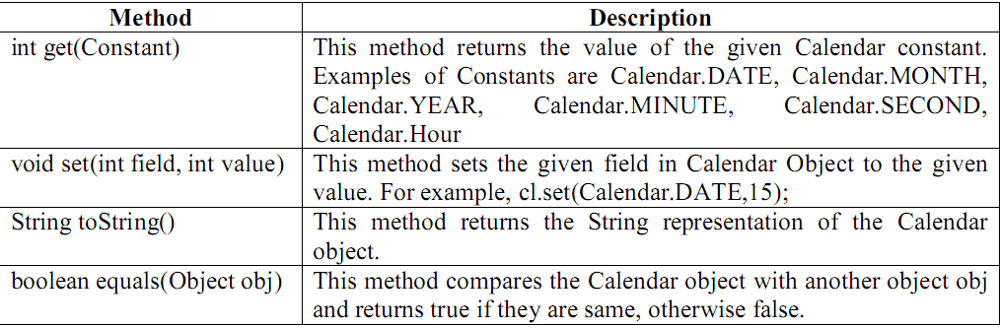 Method Description
int get(Constant) This method returns the value of the given Calendar constant.
Examples of Constants are Calendar.DATE, Calendar.MONTH,
Calendar.YEAR, Calendar.MINUTE, Calendar.SECOND,
Calendar.Hour
void set(int field, int value) This method sets the given field in Calendar Object to the given
value. For example, cl.set(Calendar.DATE,15);
String toString() This method returns the String representation of the Calendar
object.
boolean equals(Object obj) This method compares the Calendar object with another object obj
and returns true if they are same, otherwise false.